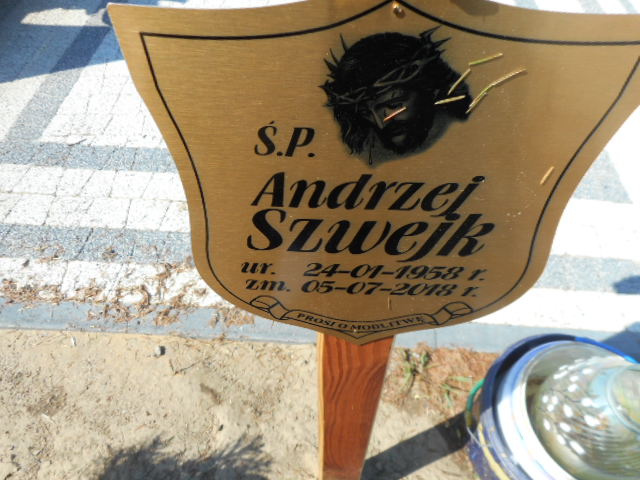 Ś.P.
Andrzej
Szwejk
ur. 24-01-1958 r.
zm. 05-07-2018 r.
PROSI O MODLITWĘ